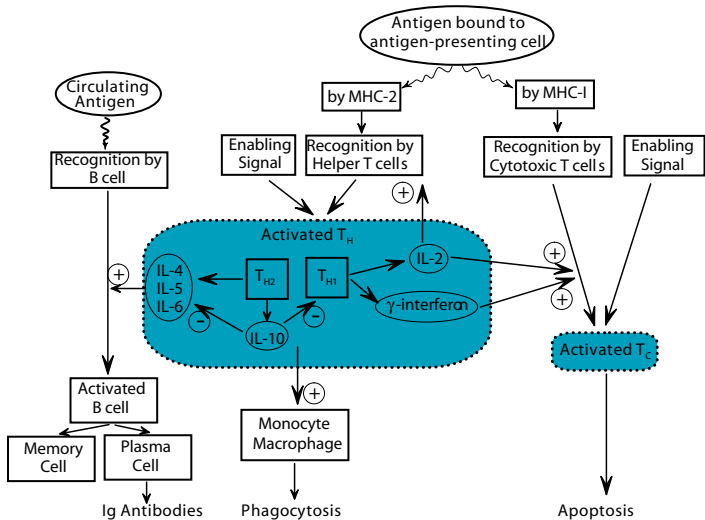 Antigen bound to
antigen-presenting cell
Circulating
Antigen
by MHC-2
by MHC-I
Enabling
Signal
Recognition by
Helper T cells
Recognition by
Cytotoxic T cells
Enabling
Signal
Recognition by
B cell
+
Activated TH
IL-2
+
+
IL-4
IL-5
IL-6
TH2
TH1
γ-interferon
+
-
IL-10
-
Activated TC
+
Activated
B cell
Monocyte
Macrophage
Memory
Cell
Plasma
Cell
Ig Antibodies
Phagocytosis
Apoptosis